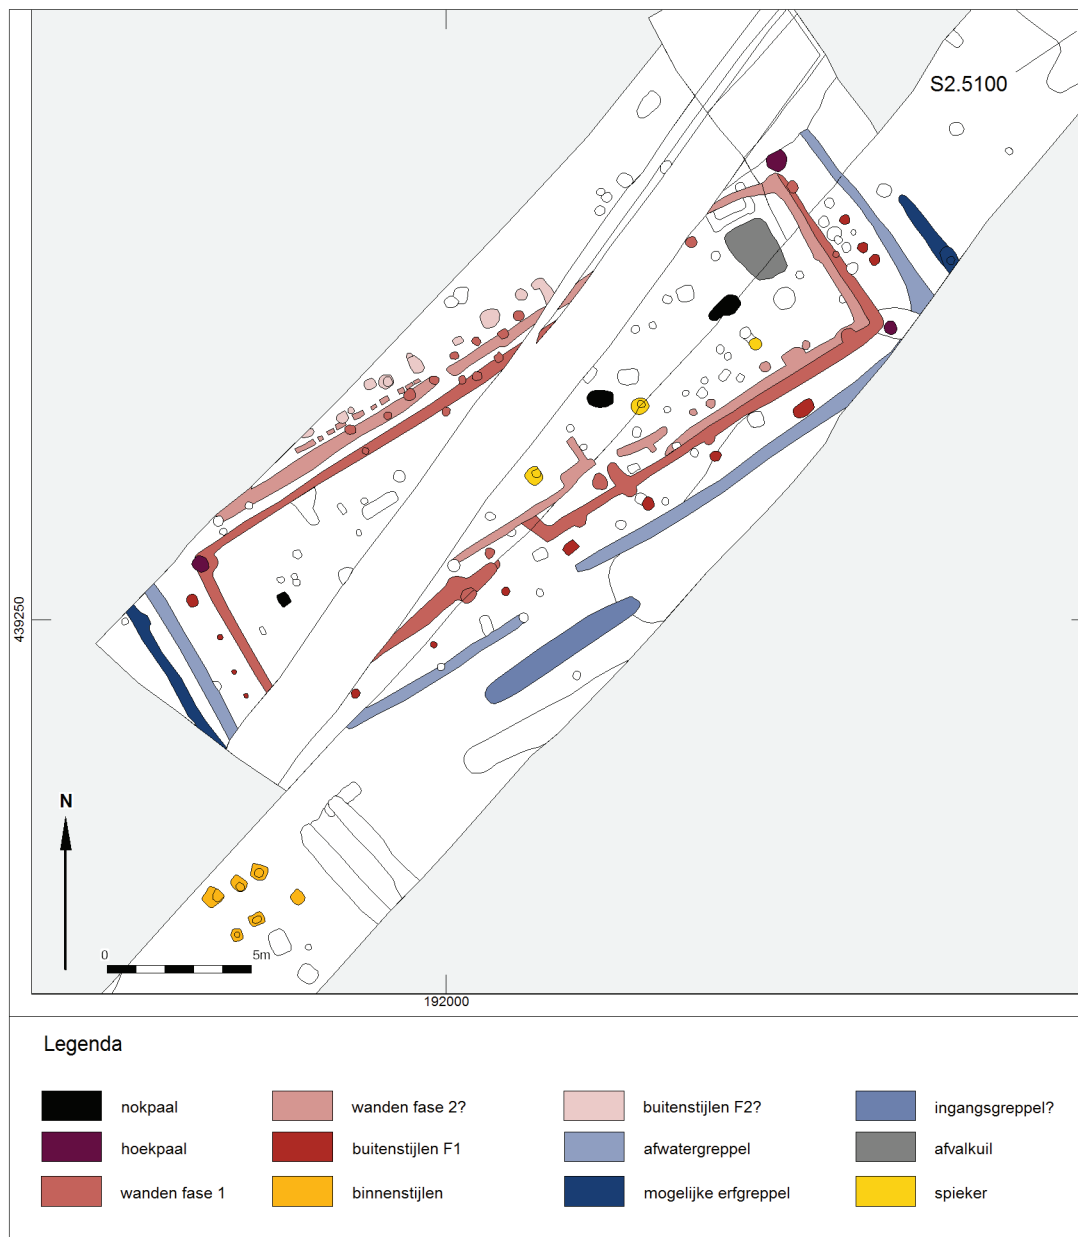 S2.5100
439250
N
0 5m
192000
Legenda
nokpaal wanden fase 2? buitenstijlen F2? ingangsgreppel?
hoekpaal buitenstijlen F1 afwatergreppel afvalkuil
wanden fase 1 binnenstijlen mogelijke erfgreppel spieker